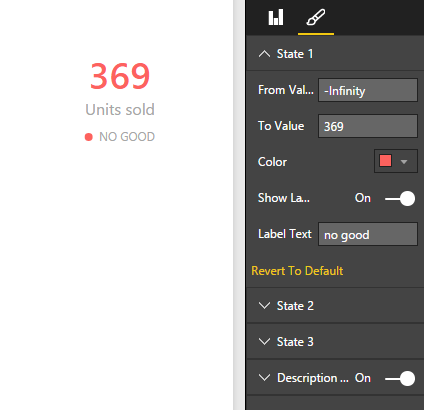 369
Units sold
NO GOOD
State 1
From Val... -Infinity
To Value 369
Color
Show La... On
Label Text no good
Revert To Default
State 2
State 3
Description ... On